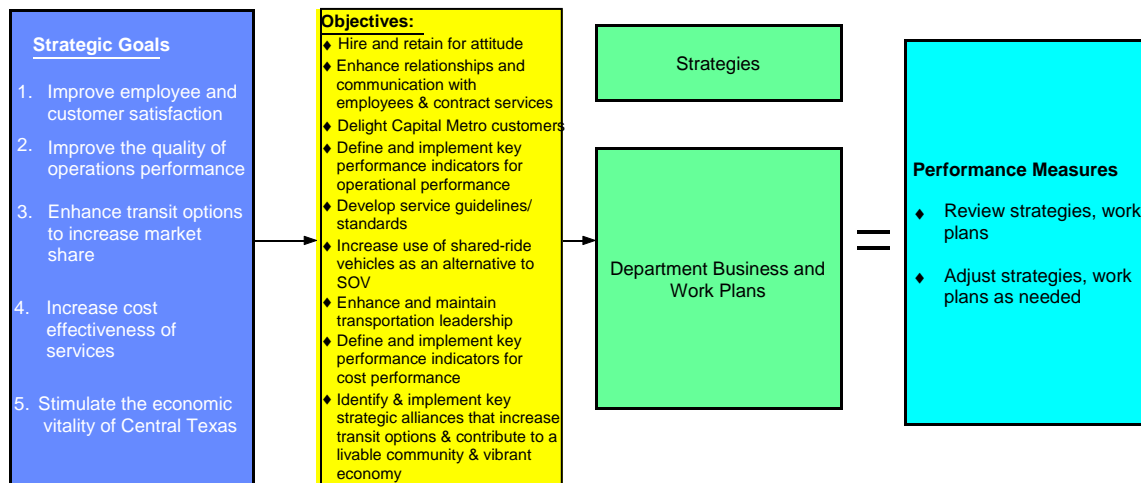 Strategic Goals
1. Improve employee and
customer satisfaction
2. Improve the quality of
operations performance
3. Enhance transit options
to increase market
share
4. Increase cost
effectiveness of
services
5. Stimulate the economic
vitality of Central Texas
Objectives:
♦ Hire and retain for attitude
♦ Enhance relationships and
communication with
employees & contract services
♦ Delight Capital Metro customers
♦ Define and implement key
performance indicators for
operational performance
♦ Develop service guidelines/
standards
♦ Increase use of shared-ride
vehicles as an alternative to
SOV
♦ Enhance and maintain
transportation leadership
♦ Define and implement key
performance indicators for
cost performance
♦ Identify & implement key
strategic alliances that increase
transit options & contribute to a
livable community & vibrant
economy
Strategies
Department Business and
Work Plans
=
Performance Measures
♦ Review strategies, work
plans
♦ Adjust strategies, work
plans as needed